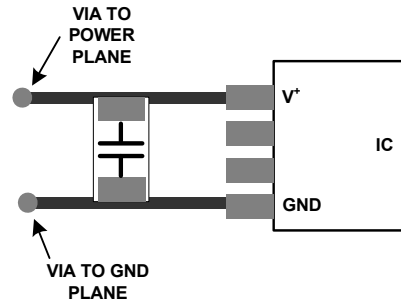 VIA TO
POWER
PLANE
V⁺
IC
GND
VIA TO GND
PLANE